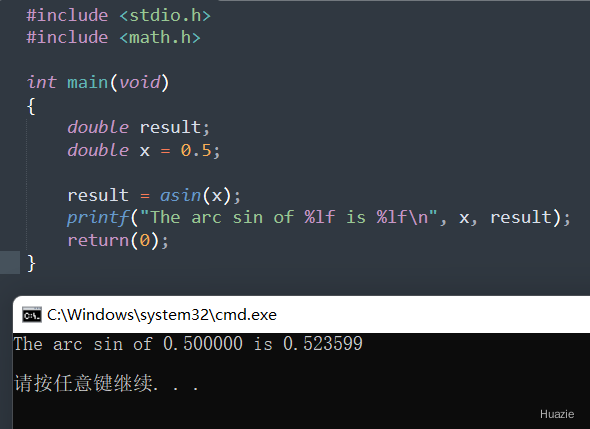 #include <stdio.h>
#include <math.h>
int main(void)
{
    double result;
    double x = 0.5;
    result = asin(x);
    printf("The arc sin of %lf is %lf\n", x, result);
    return(0);
}
C:\Windows\system32\cmd.exe
The arc sin of 0.500000 is 0.523599
请按任意键继续. . .
Huazie